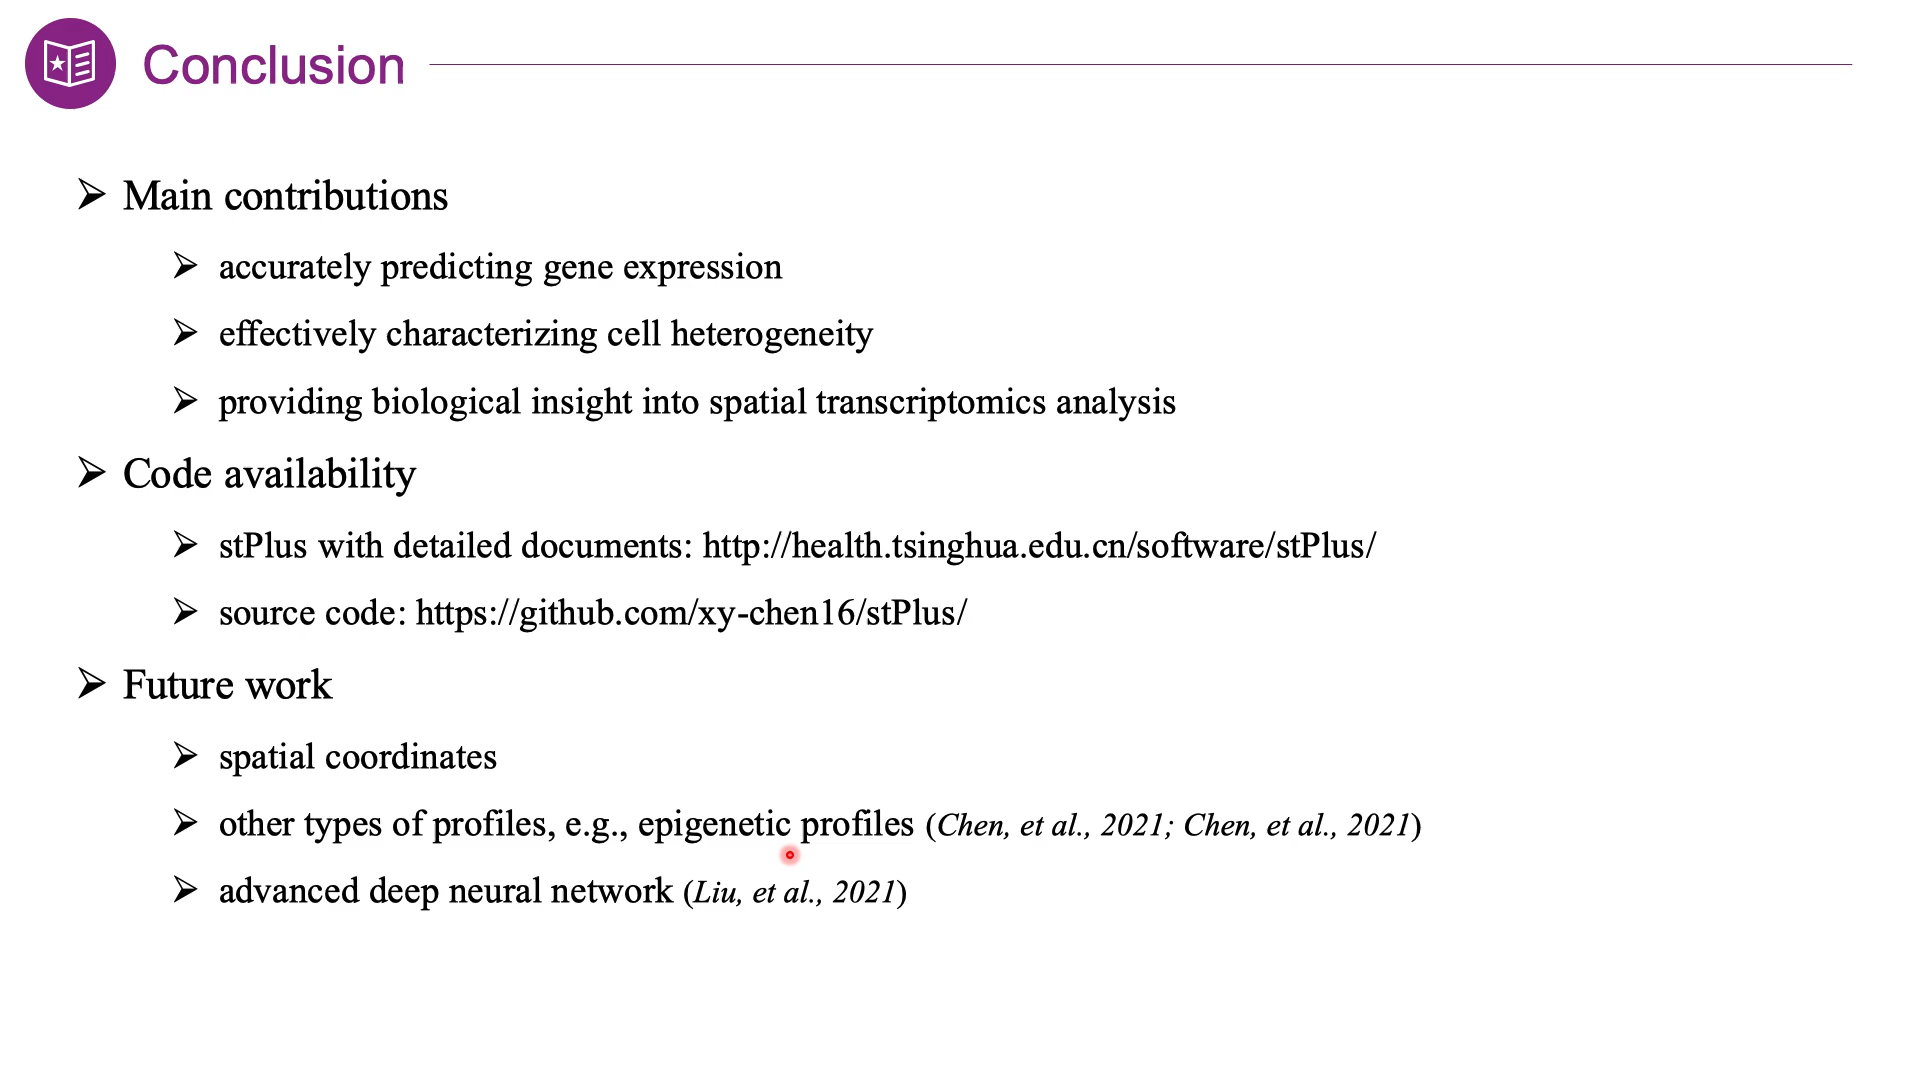 Conclusion
Main contributions
accurately predicting gene expression
effectively characterizing cell heterogeneity
providing biological insight into spatial transcriptomics analysis
Code availability
stPlus with detailed documents: http://health.tsinghua.edu.cn/software/stPlus/
source code: https://github.com/xy-chen16/stPlus/
Future work
spatial coordinates
other types of profiles, e.g., epigenetic profiles (Chen, et al., 2021; Chen, et al., 2021)
advanced deep neural network (Liu, et al., 2021)